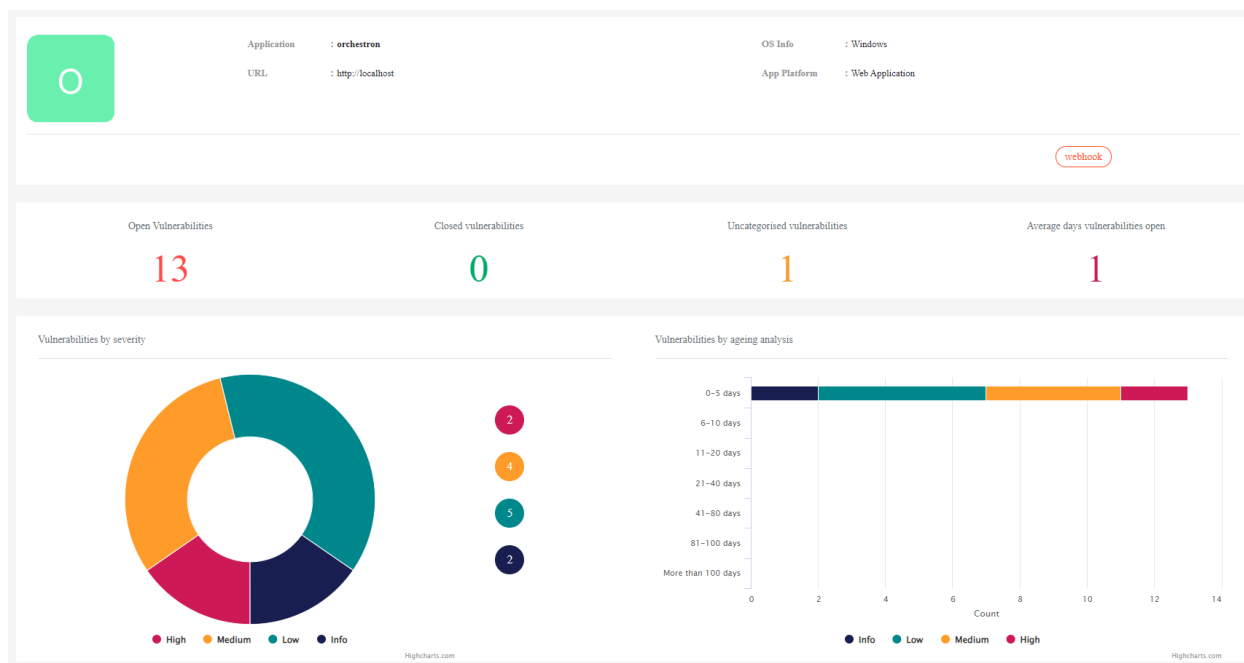 O
Application : orchestron
OS Info : Windows
URL : http://localhost
App Platform : Web Application
webhook
Open Vulnerabilities
Closed vulnerabilities
Uncategorised vulnerabilities
Average days vulnerabilities open
13
0
1
1
Vulnerabilities by severity
2
4
5
2
High Medium Low Info
Highcharts.com
Vulnerabilities by ageing analysis
0-5 days
6-10 days
11-20 days
21-40 days
41-80 days
81-100 days
More than 100 days
0 2 4 6 8 10 12 14
Count
Info Low Medium High
Highcharts.com